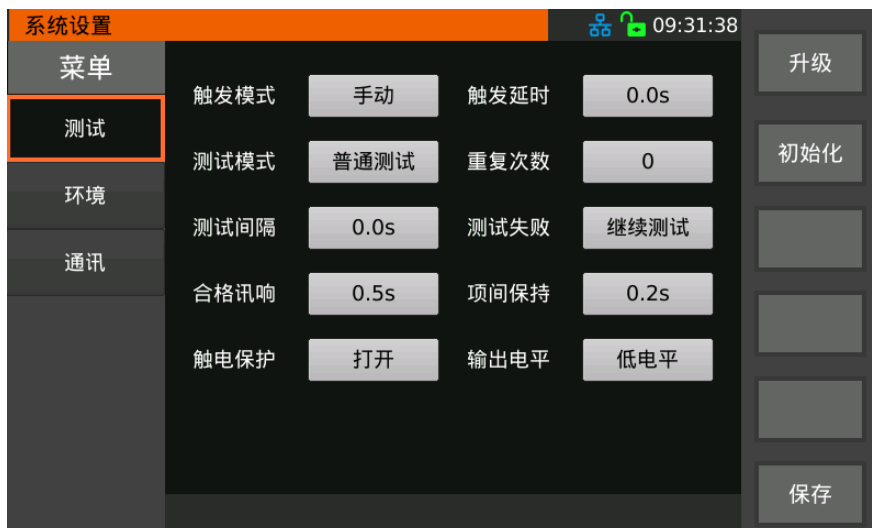 系统设置 09:31:38
菜单
测试
环境
通讯
触发模式 手动 触发延时 0.0s
测试模式 普通测试 重复次数 0
测试间隔 0.0s 测试失败 继续测试
合格讯响 0.5s 项间保持 0.2s
触电保护 打开 输出电平 低电平
升级
初始化
保存